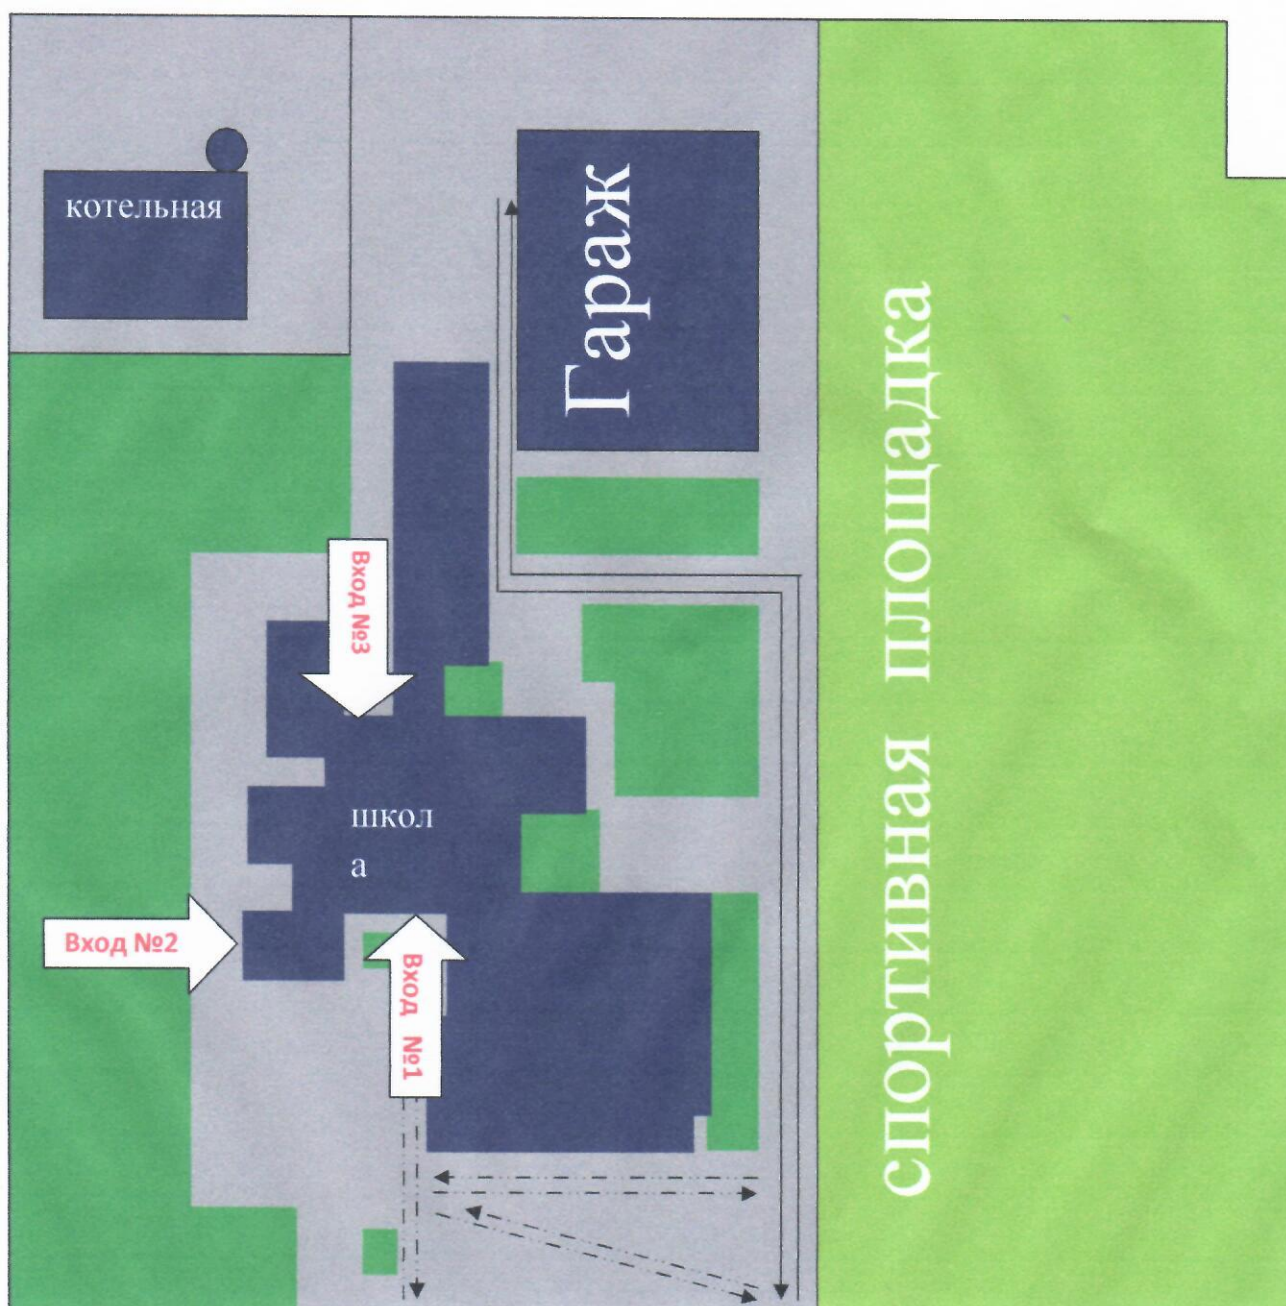 котельная
Гараж
спортивная площадка
Вход №3
школ
а
Вход №2
Вход №1